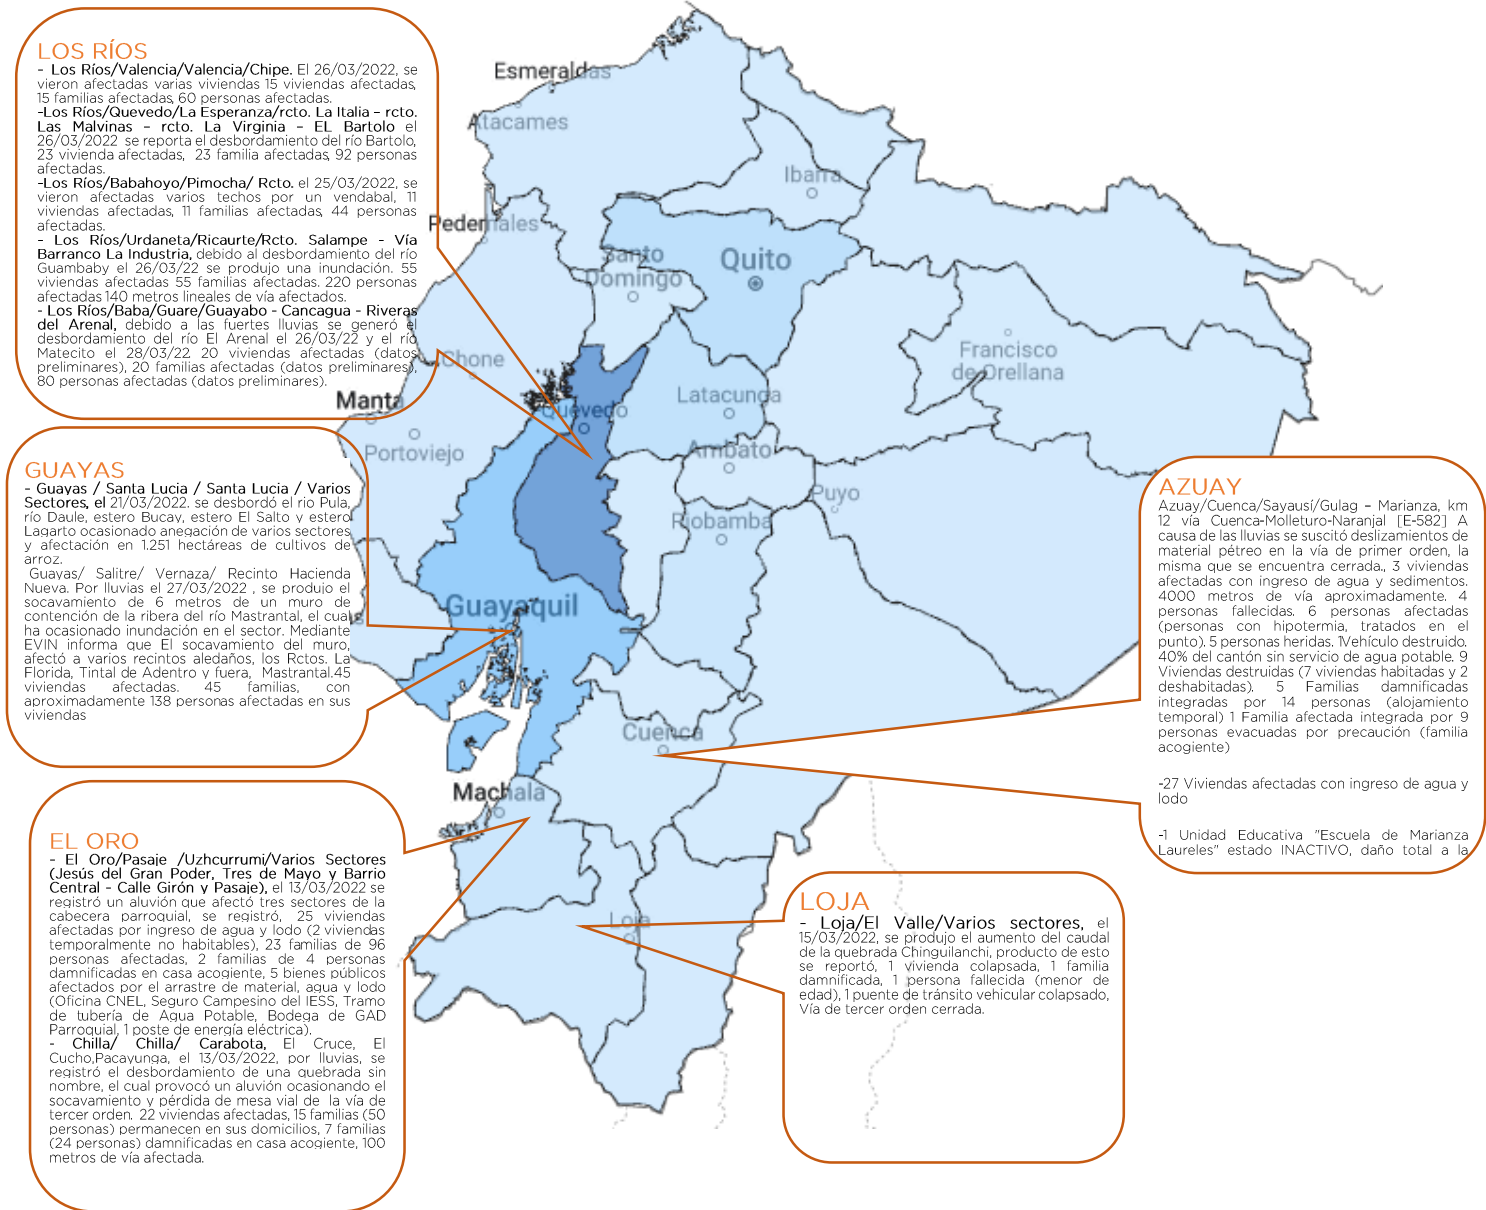 LOS RÍOS
- Los Ríos/Valencia/Valencia/Chipe. El 26/03/2022, se
vieron afectadas varias viviendas 15 viviendas afectadas,
15 familias afectadas, 60 personas afectadas.
-Los Ríos/Quevedo/La Esperanza/rcto. La Italia – rcto.
Las Malvinas – rcto. La Virginia – EL Bartolo el
26/03/2022 se reporta el desbordamiento del río Bartolo,
23 vivienda afectadas, 23 familia afectadas, 92 personas
afectadas.
-Los Ríos/Babahoyo/Pimocha/ Rcto. el 25/03/2022, se
vieron afectadas varios techos por un vendabal, 11
viviendas afectadas, 11 familias afectadas, 44 personas
afectadas.
- Los Ríos/Urdaneta/Ricaurte/Rcto. Salampe - Vía
Barranco La Industria, debido al desbordamiento del río
Guambaby el 26/03/22 se produjo una inundación. 55
viviendas afectadas 55 familias afectadas. 220 personas
afectadas 140 metros lineales de vía afectados.
- Los Ríos/Baba/Guare/Guayabo - Cancagua - Riveras
del Arenal, debido a las fuertes lluvias se generó el
desbordamiento del río El Arenal el 26/03/22 y el río
Matecito el 28/03/22. 20 viviendas afectadas (datos
preliminares), 20 familias afectadas (datos preliminares),
80 personas afectadas (datos preliminares).
GUAYAS
- Guayas / Santa Lucia / Santa Lucia / Varios
Sectores, el 21/03/2022. se desbordó el rio Pula,
río Daule, estero Bucay, estero El Salto y estero
Lagarto ocasionado anegación de varios sectores
y afectación en 1.251 hectáreas de cultivos de
arroz.
Guayas/ Salitre/ Vernaza/ Recinto Hacienda
Nueva. Por lluvias el 27/03/2022 , se produjo el
socavamiento de 6 metros de un muro de
contención de la ribera del río Mastrantal, el cual
ha ocasionado inundación en el sector. Mediante
EVIN informa que El socavamiento del muro,
afectó a varios recintos aledaños, los Rctos. La
Florida, Tintal de Adentro y fuera, Mastrantal.45
viviendas afectadas. 45 familias, con
aproximadamente 138 personas afectadas en sus
viviendas
EL ORO
- El Oro/Pasaje /Uzhcurrumi/Varios Sectores
(Jesús del Gran Poder, Tres de Mayo y Barrio
Central - Calle Girón y Pasaje), el 13/03/2022 se
registró un aluvión que afectó tres sectores de la
cabecera parroquial, se registró, 25 viviendas
afectadas por ingreso de agua y lodo (2 viviendas
temporalmente no habitables), 23 familias de 96
personas afectadas, 2 familias de 4 personas
damnificadas en casa acogiente, 5 bienes públicos
afectados por el arrastre de material, agua y lodo
(Oficina CNEL, Seguro Campesino del IESS, Tramo
de tubería de Agua Potable, Bodega de GAD
Parroquial, 1 poste de energía eléctrica).
- Chilla/ Chilla/ Carabota, El Cruce, El
Cucho,Pacayunga, el 13/03/2022, por lluvias, se
registró el desbordamiento de una quebrada sin
nombre, el cual provocó un aluvión ocasionando el
socavamiento y pérdida de mesa vial de la vía de
tercer orden. 22 viviendas afectadas, 15 familias (50
personas) permanecen en sus domicilios, 7 familias
(24 personas) damnificadas en casa acogiente, 100
metros de vía afectada.
LOJA
- Loja/El Valle/Varios sectores, el
15/03/2022, se produjo el aumento del caudal
de la quebrada Chinguilanchi, producto de esto
se reportó, 1 vivienda colapsada, 1 familia
damnificada, 1 persona fallecida (menor de
edad), 1 puente de tránsito vehicular colapsado,
Vía de tercer orden cerrada.
AZUAY
Azuay/Cuenca/Sayausí/Gulag – Marianza, km
12 vía Cuenca-Molleturo-Naranjal [E-582] A
causa de las lluvias se suscitó deslizamientos de
material pétreo en la vía de primer orden, la
misma que se encuentra cerrada., 3 viviendas
afectadas con ingreso de agua y sedimentos.
4000 metros de vía aproximadamente. 4
personas fallecidas. 6 personas afectadas
(personas con hipotermia, tratados en el
punto). 5 personas heridas. 1Vehículo destruido.
40% del cantón sin servicio de agua potable. 9
Viviendas destruidas (7 viviendas habitadas y 2
deshabitadas). 5 Familias damnificadas
integradas por 14 personas (alojamiento
temporal) 1 Familia afectada integrada por 9
personas evacuadas por precaución (familia
acogiente)
-27 Viviendas afectadas con ingreso de agua y
lodo
-1 Unidad Educativa "Escuela de Marianza
Laureles" estado INACTIVO, daño total a la
Esmeraldas
Atacames
Ibarra
Pedernales
Santo
Domingo
Quito
Chone
Francisco
de Orellana
Manta
Quevedo
Latacunga
Portoviejo
Ambato
Puyo
Riobamba
Guayaquil
Cuenca
Machala
Loja